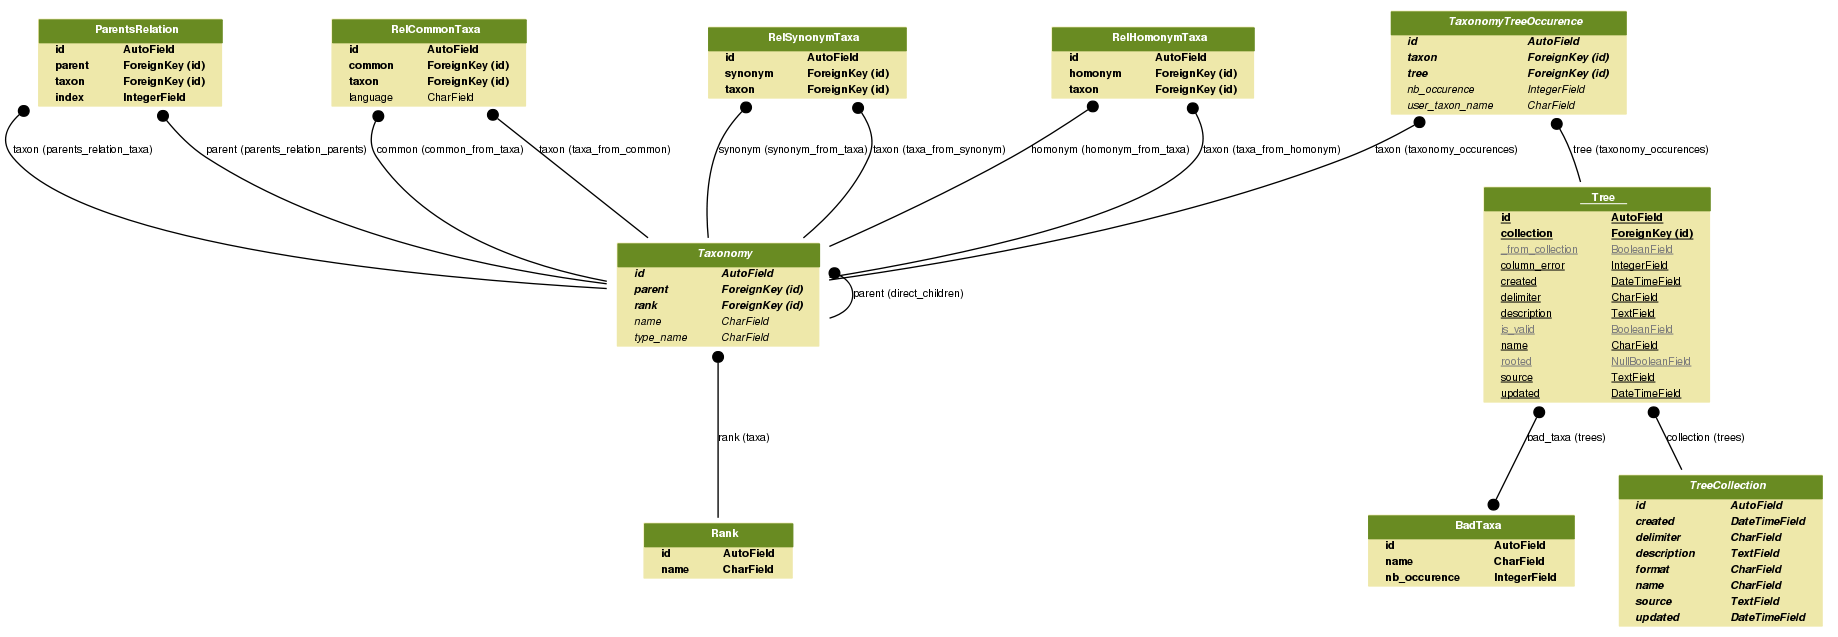 ParentsRelation
id AutoField
parent ForeignKey (id)
taxon ForeignKey (id)
index IntegerField
RelCommonTaxa
id AutoField
common ForeignKey (id)
taxon ForeignKey (id)
language CharField
RelSynonymTaxa
id AutoField
synonym ForeignKey (id)
taxon ForeignKey (id)
RelHomonymTaxa
id AutoField
homonym ForeignKey (id)
taxon ForeignKey (id)
TaxonomyTreeOccurence
id AutoField
taxon ForeignKey (id)
tree ForeignKey (id)
nb_occurence IntegerField
user_taxon_name CharField
taxon (parents_relation_taxa)
parent (parents_relation_parents)
common (common_from_taxa)
taxon (taxa_from_common)
synonym (synonym_from_taxa)
taxon (taxa_from_synonym)
homonym (homonym_from_taxa)
taxon (taxa_from_homonym)
taxon (taxonomy_occurences)
tree (taxonomy_occurences)
Tree
id AutoField
collection ForeignKey (id)
_from_collection BooleanField
column_error IntegerField
created DateTimeField
delimiter CharField
description TextField
is_valid BooleanField
name CharField
rooted NullBooleanField
source TextField
updated DateTimeField
Taxonomy
id AutoField
parent ForeignKey (id)
rank ForeignKey (id)
name CharField
type_name CharField
parent (direct_children)
rank (taxa)
bad_taxa (trees)
collection (trees)
Rank
id AutoField
name CharField
BadTaxa
id AutoField
name CharField
nb_occurence IntegerField
TreeCollection
id AutoField
created DateTimeField
delimiter CharField
description TextField
format CharField
name CharField
source TextField
updated DateTimeField